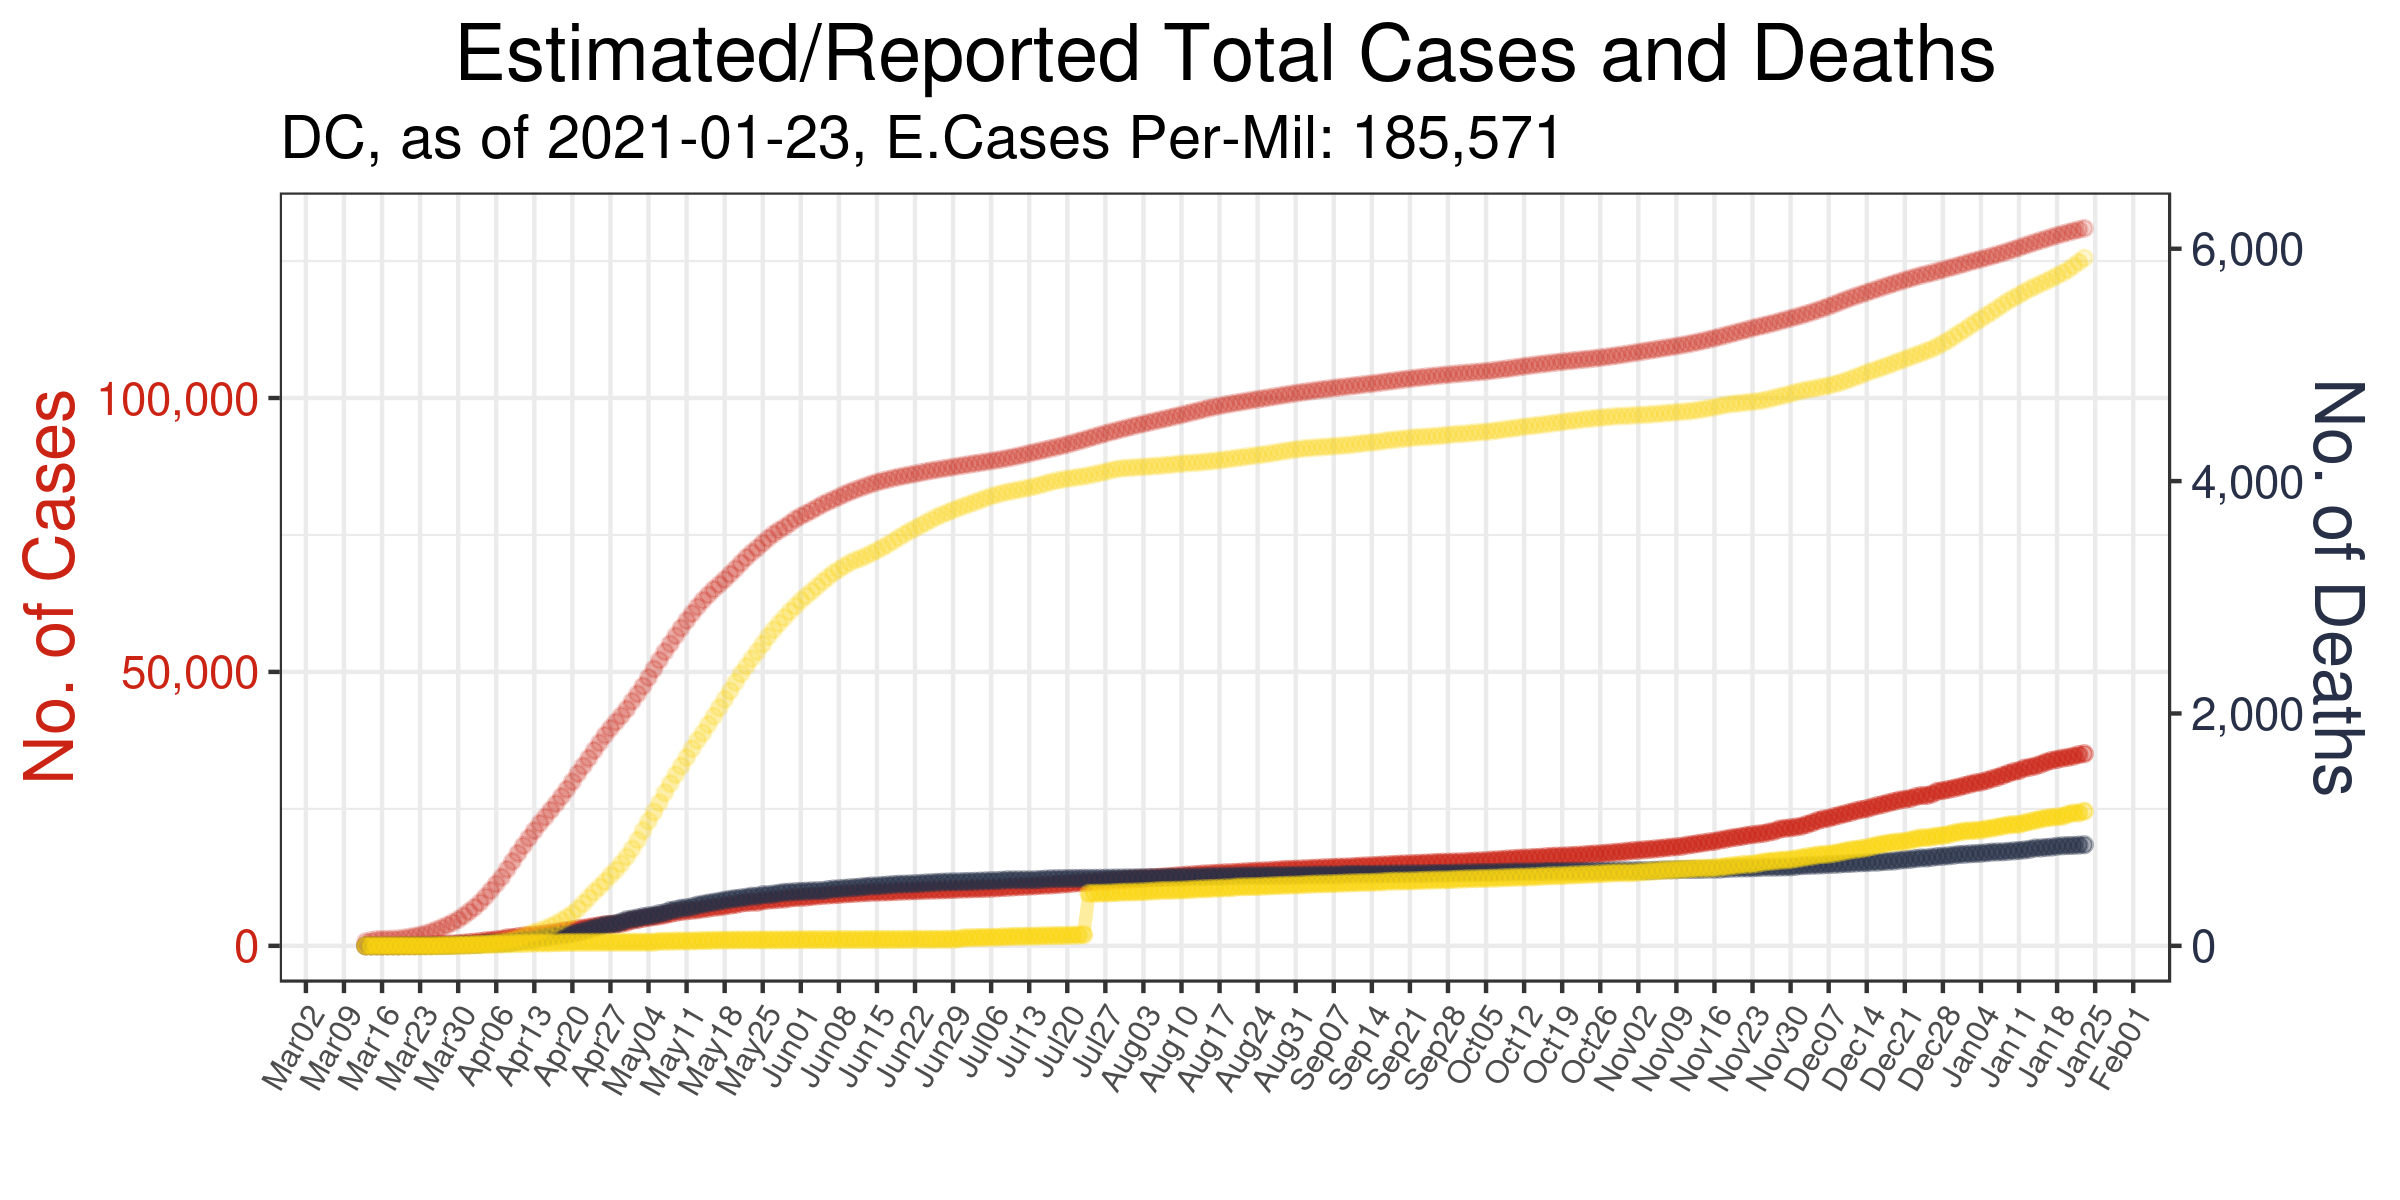 Estimated/Reported Total Cases and Deaths
DC, as of 2021-01-23, E.Cases Per-Mil: 185,571
No. of Cases
100,000
50,000
0
6,000
4,000
2,000
0
No. of Deaths
Mar02
Mar09
Mar16
Mar23
Mar30
Apr06
Apr13
Apr20
Apr27
May04
May11
May18
May25
Jun01
Jun08
Jun15
Jun22
Jun29
Jul06
Jul13
Jul20
Jul27
Aug03
Aug10
Aug17
Aug24
Aug31
Sep07
Sep14
Sep21
Sep28
Oct05
Oct12
Oct19
Oct26
Nov02
Nov09
Nov16
Nov23
Nov30
Dec07
Dec14
Dec21
Dec28
Jan04
Jan11
Jan18
Jan25
Feb01